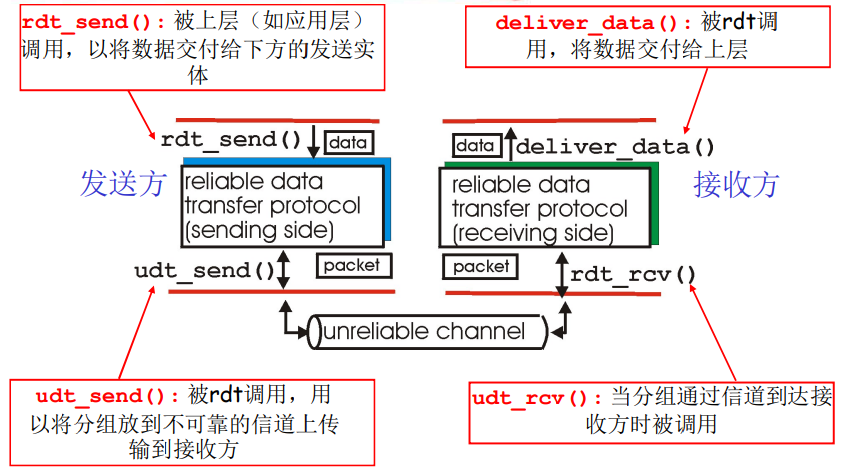 rdt_send(): 被上层（如应用层）
调用，以将数据交付给下方的发送实
体
deliver_data(): 被rdt调
用，将数据交付给上层
rdt_send()
data
data
deliver_data()
发送方
reliable data
transfer protocol
(sending side)
reliable data
transfer protocol
(receiving side)
接收方
udt_send()
packet
packet
rdt_rcv()
unreliable channel
udt_send(): 被rdt调用，用
以将分组放到不可靠的信道上传
输到接收方
udt_rcv(): 当分组通过信道到达接
收方时被调用